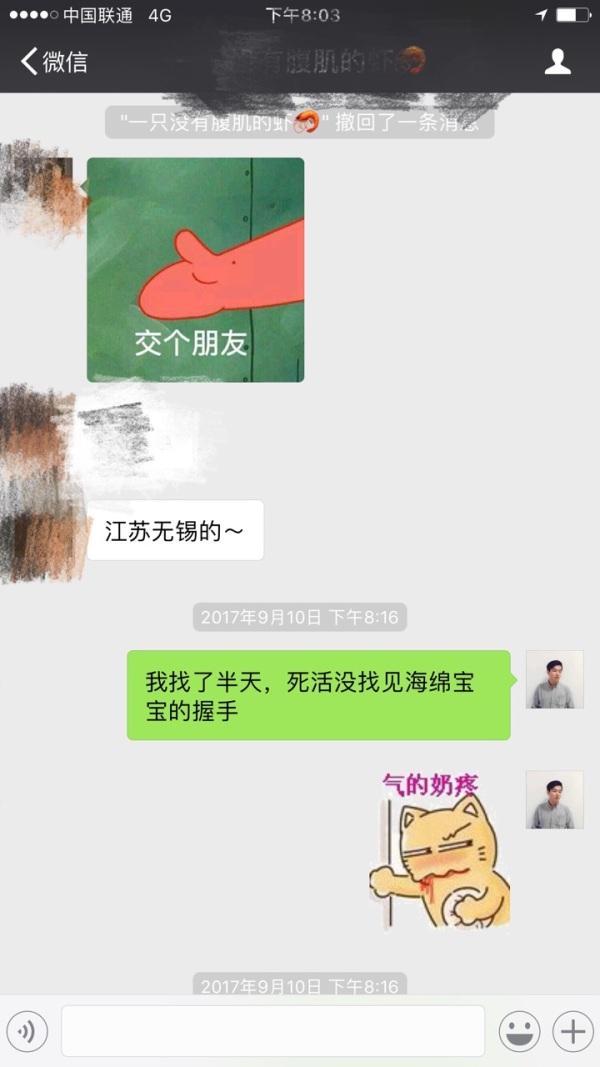 中国联通 4G 下午8:03
微信 有腹肌的虾
"一只没有腹肌的虾🦐" 撤回了一条消息
交个朋友
江苏无锡的～
2017年9月10日 下午8:16
我找了半天，死活没找见海绵宝
宝的握手
气的奶疼
2017年9月10日 下午8:16